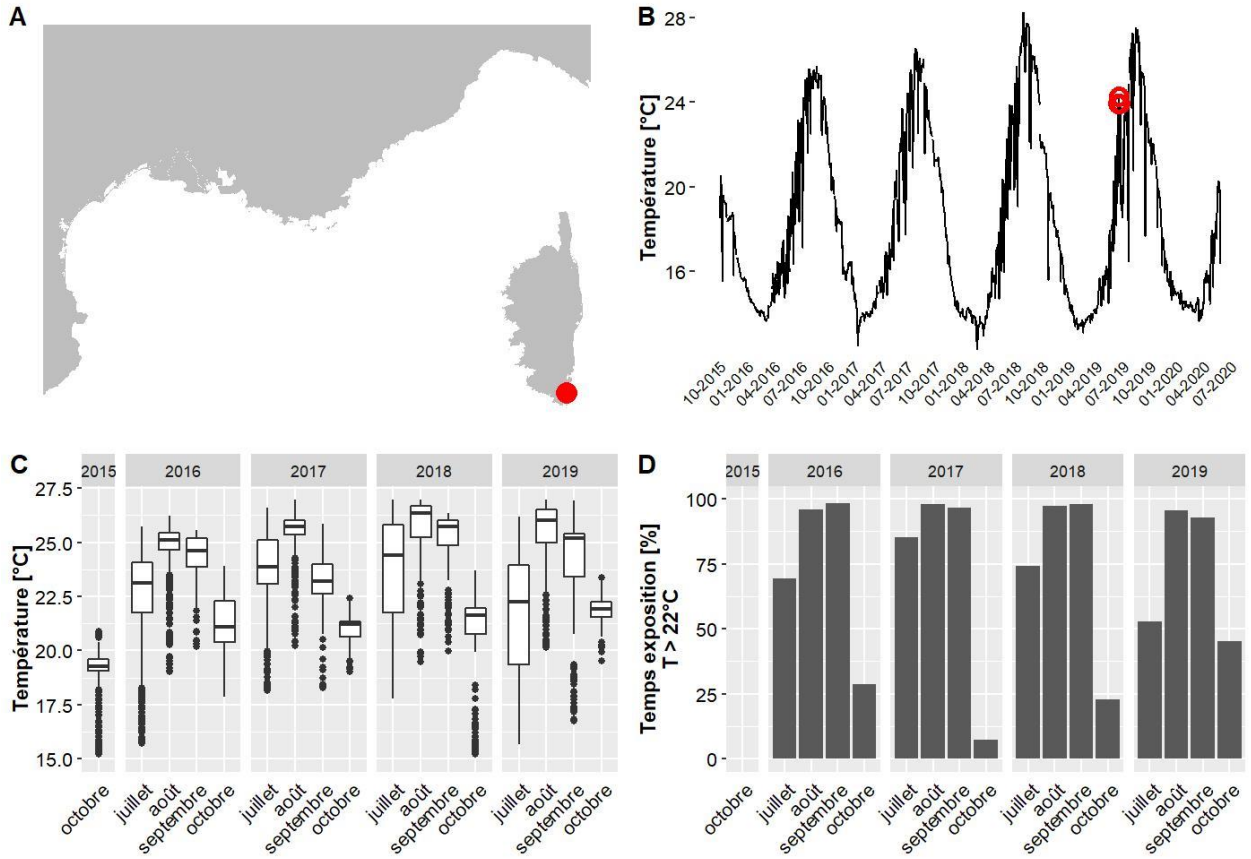 A
B
Température [°C]
28
24
20
16
10-2015
01-2016
04-2016
07-2016
10-2016
01-2017
04-2017
07-2017
10-2017
01-2018
04-2018
07-2018
10-2018
01-2019
04-2019
07-2019
10-2019
01-2020
04-2020
07-2020
C
2015
2016
2017
2018
2019
Température [°C]
27.5
25.0
22.5
20.0
17.5
15.0
octobre
juillet
août
septembre
octobre
juillet
août
septembre
octobre
juillet
août
septembre
octobre
juillet
août
septembre
octobre
D
2015
2016
2017
2018
2019
Temps exposition [%]
T > 22°C
100
75
50
25
0
octobre
juillet
août
septembre
octobre
juillet
août
septembre
octobre
juillet
août
septembre
octobre
juillet
août
septembre
octobre